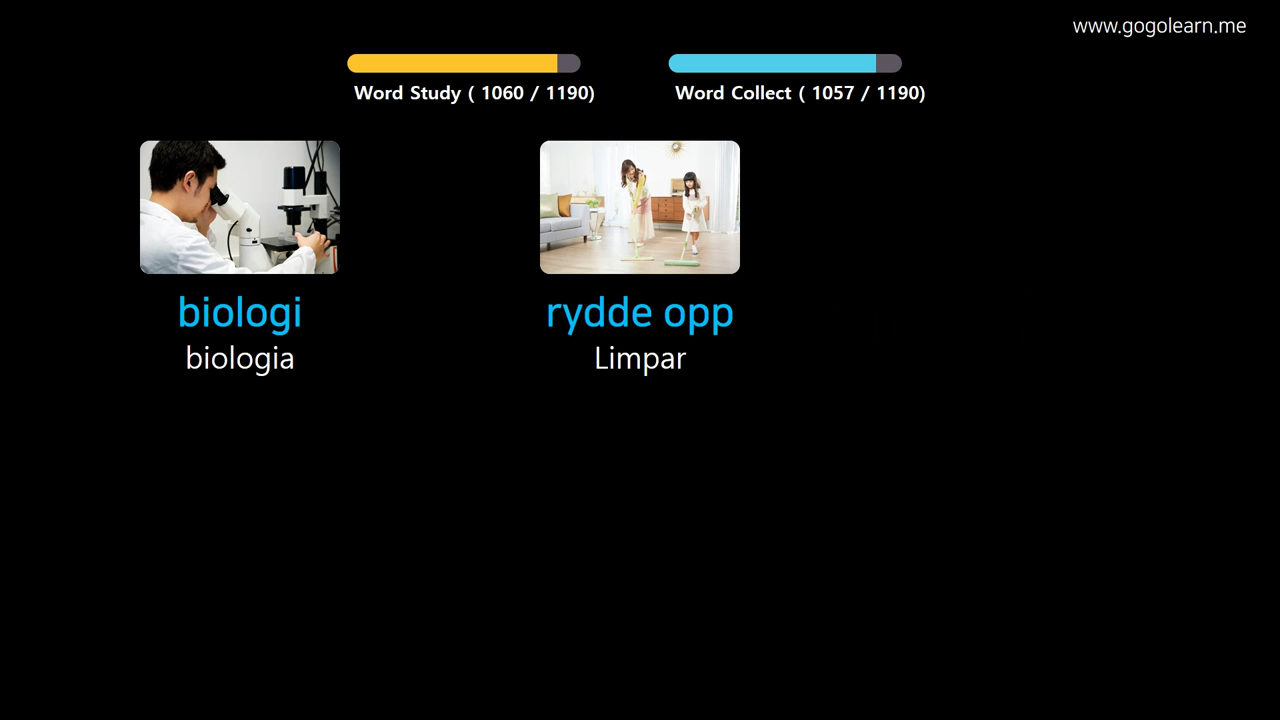 www.gogolearn.me
Word Study ( 1060 / 1190)
Word Collect ( 1057 / 1190)
biologi
biologia
rydde opp
Limpar